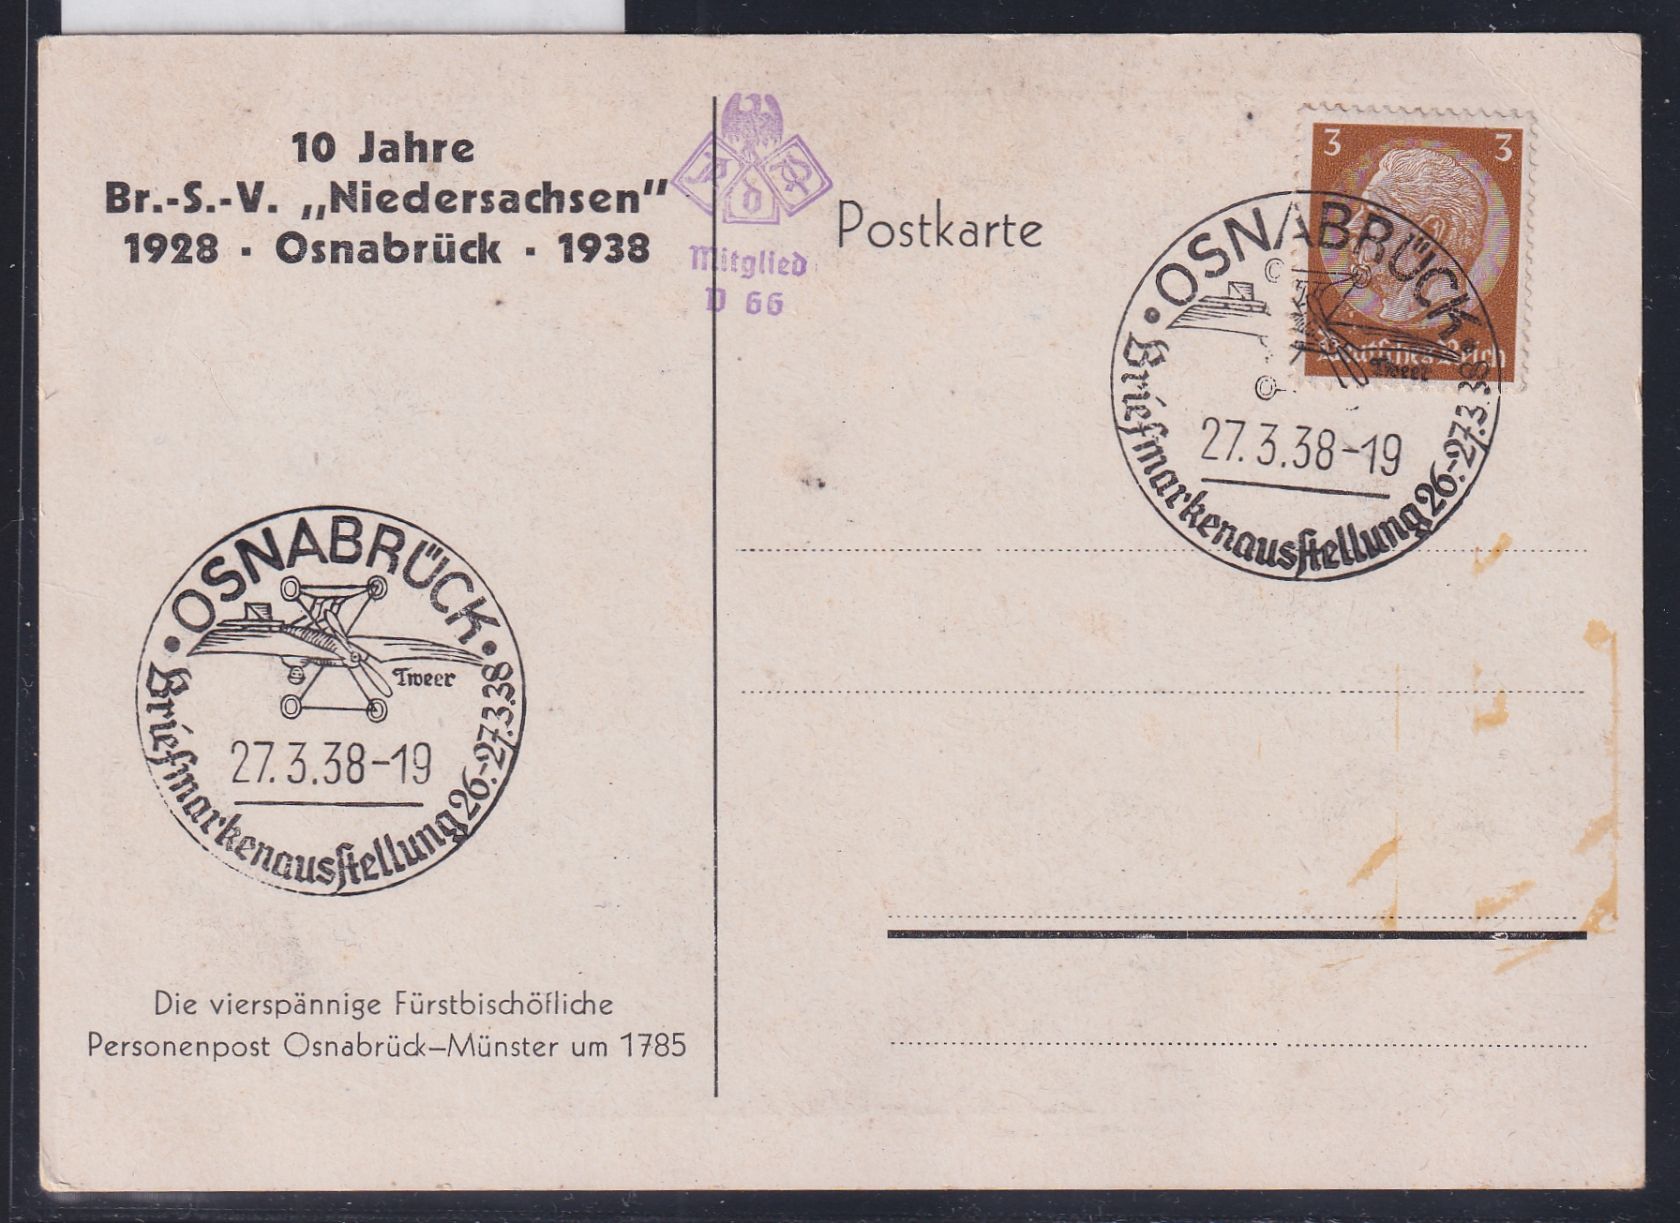 10 Jahre
Br.-S.-V. „Niedersachsen"
1928 · Osnabrück · 1938
P d P
Mitglied
D 66
Postkarte
3 3
Deutsches Reich
· OSNABRÜCK ·
Tweer
27.3.38-19
Briefmarkenausstellung 26.-27.3.38
· OSNABRÜCK ·
Tweer
27.3.38-19
Briefmarkenausstellung 26.-27.3.38
Die vierspännige Fürstbischöfliche
Personenpost Osnabrück–Münster um 1785